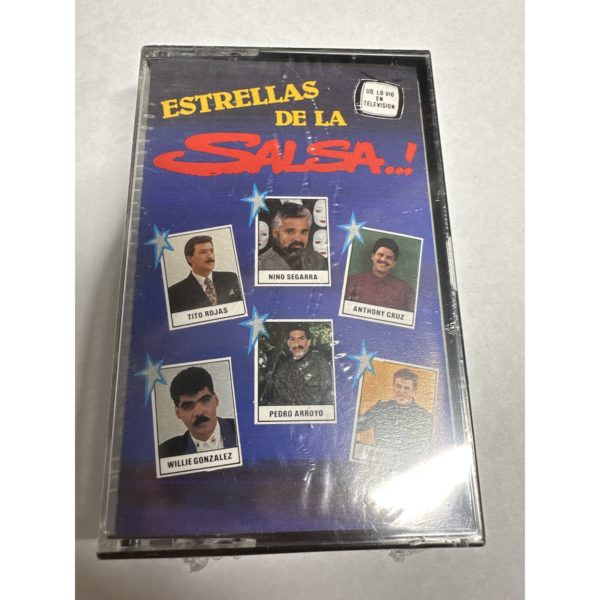 ESTRELLAS
DE LA
SALSA..!
UD. LO VIO
EN
TELEVISION
NINO SEGARRA
TITO ROJAS
ANTHONY CRUZ
PEDRO ARROYO
WILLIE GONZALEZ